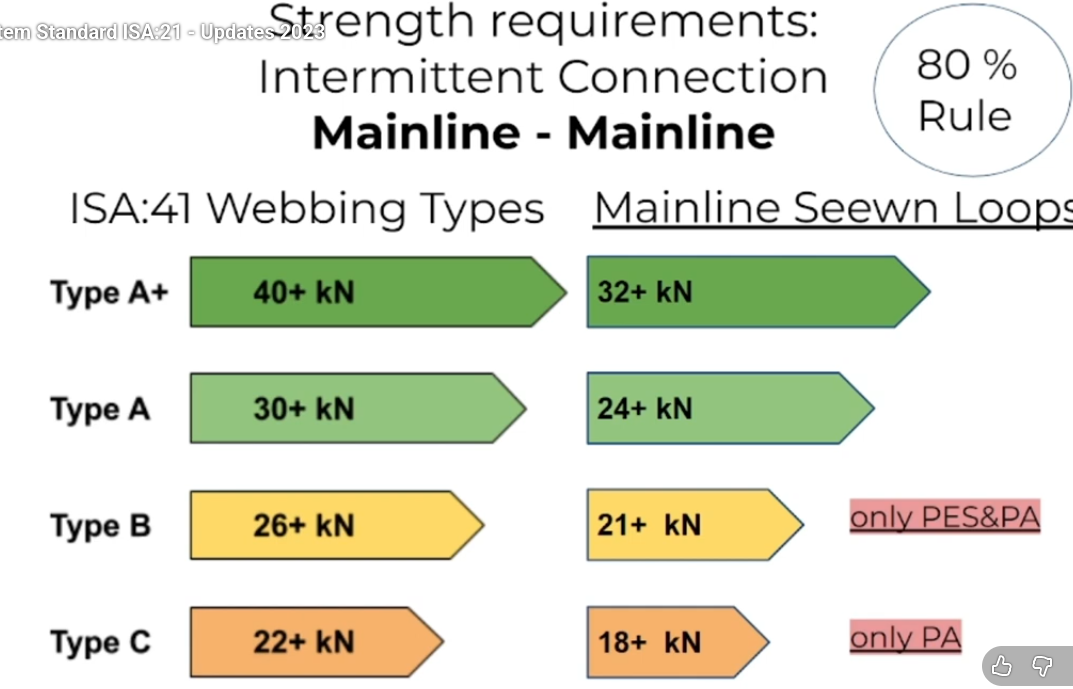 tem Standard ISA:21 - Updates 2023
Strength requirements:
Intermittent Connection
Mainline - Mainline
80 %
Rule
ISA:41 Webbing Types
Mainline Seewn Loops
Type A+
40+ kN
32+ kN
Type A
30+ kN
24+ kN
Type B
26+ kN
21+ kN
only PES&PA
Type C
22+ kN
18+ kN
only PA